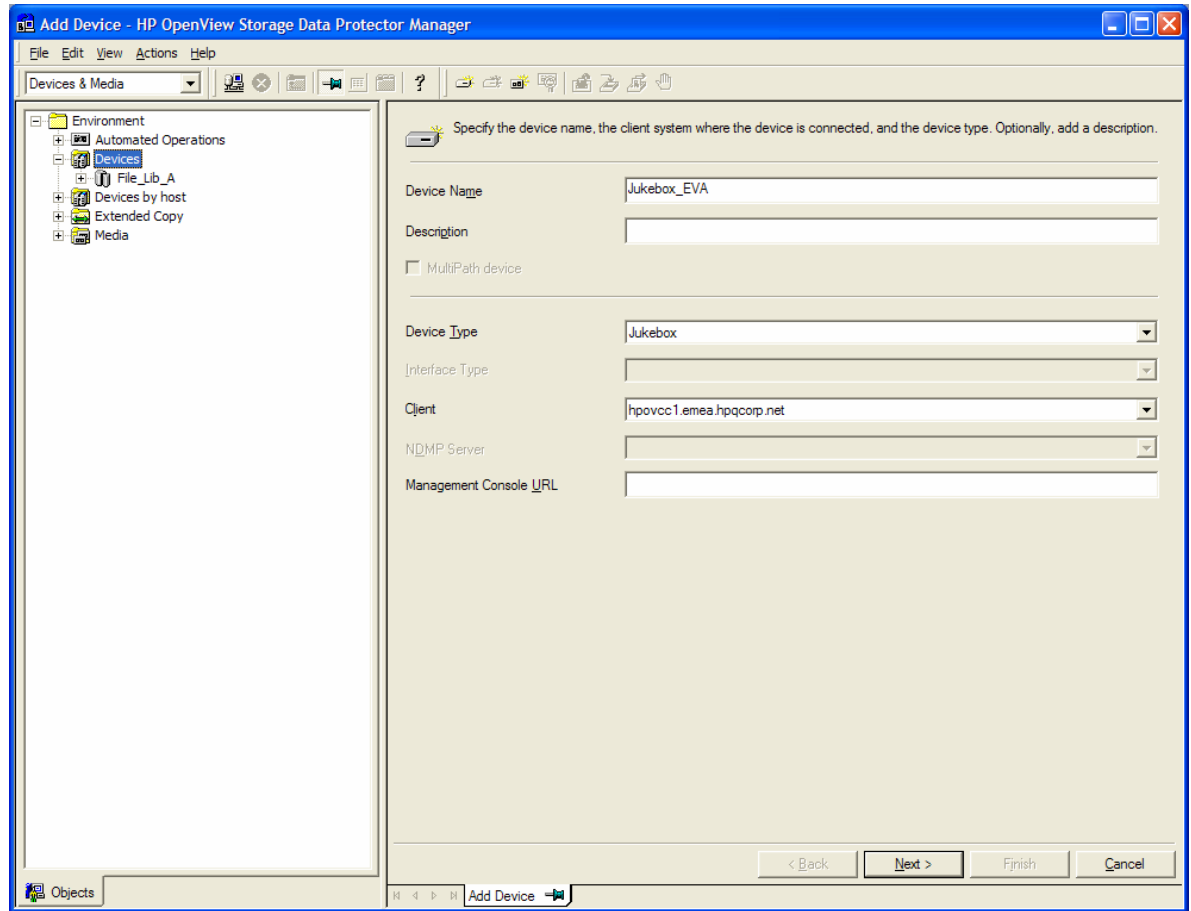 Add Device - HP OpenView Storage Data Protector Manager
File Edit View Actions Help
Devices & Media
?
Environment
Automated Operations
Devices
File_Lib_A
Devices by host
Extended Copy
Media
Objects
Specify the device name, the client system where the device is connected, and the device type. Optionally, add a description.
Device Name Jukebox_EVA
Description
MultiPath device
Device Type Jukebox
Interface Type
Client hpovcc1.emea.hpqcorp.net
NDMP Server
Management Console URL
< Back Next > Finish Cancel
Add Device